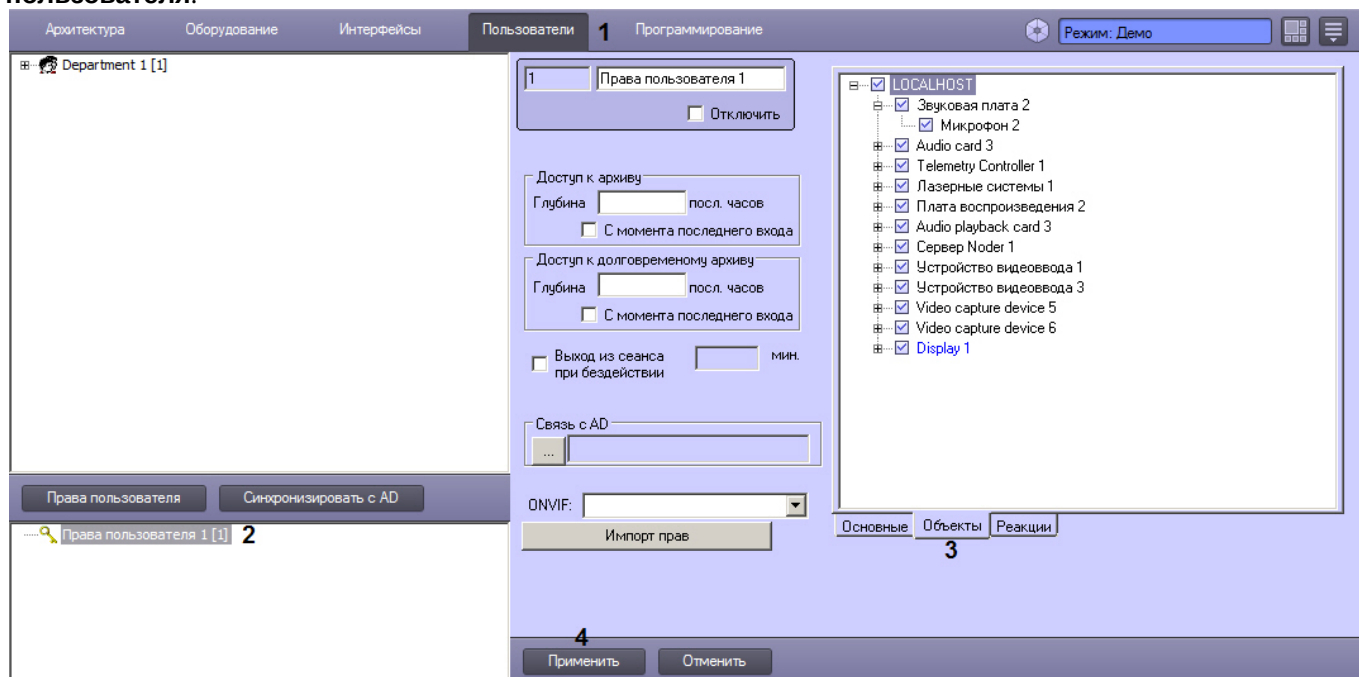 пользователя.
Архитектура Оборудование Интерфейсы Пользователи 1 Программирование Режим: Демо
Department 1 [1]
1 Права пользователя 1
Отключить
Доступ к архиву
Глубина посл. часов
С момента последнего входа
Доступ к долговременому архиву
Глубина посл. часов
С момента последнего входа
Выход из сеанса мин.
при бездействии
Связь с AD
...
ONVIF:
Импорт прав
LOCALHOST
Звуковая плата 2
Микрофон 2
Audio card 3
Telemetry Controller 1
Лазерные системы 1
Плата воспроизведения 2
Audio playback card 3
Сервер Noder 1
Устройство видеоввода 1
Устройство видеоввода 3
Video capture device 5
Video capture device 6
Display 1
Основные Объекты Реакции
3
Права пользователя Синхронизировать с AD
Права пользователя 1 [1] 2
4
Применить Отменить